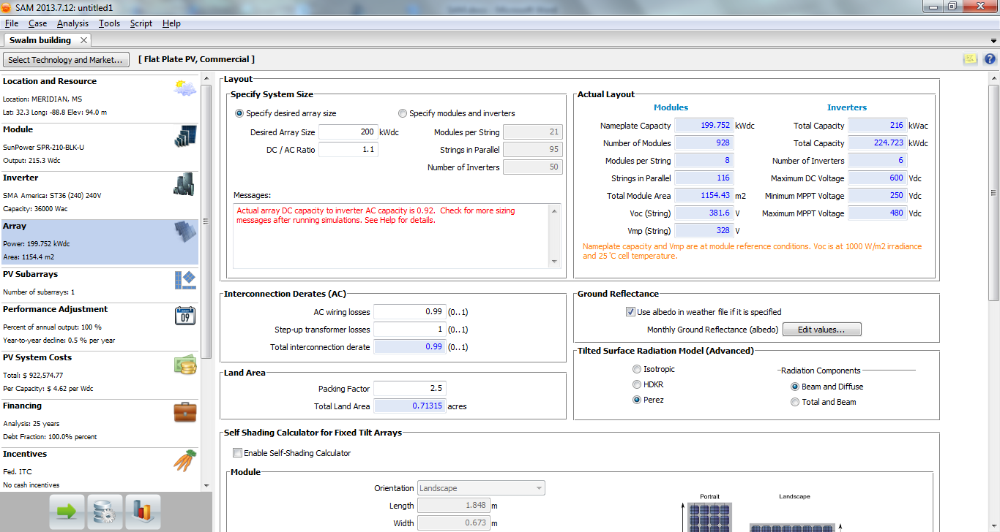 SAM 2013.7.12: untitled1
File Case Analysis Tools Script Help
Swalm building
Select Technology and Market... [ Flat Plate PV, Commercial ]
Location and Resource
Location: MERIDIAN, MS
Lat: 32.3 Long: -88.8 Elev: 94.0 m
Module
SunPower SPR-210-BLK-U
Output: 215.3 Wdc
Inverter
SMA America: ST36 (240) 240V
Capacity: 36000 Wac
Array
Power: 199.752 kWdc
Area: 1154.4 m2
PV Subarrays
Number of subarrays: 1
Performance Adjustment
Percent of annual output: 100 %
Year-to-year decline: 0.5 % per year
09
PV System Costs
Total: $ 922,574.77
Per Capacity: $ 4.62 per Wdc
Financing
Analysis: 25 years
Debt Fraction: 100.0% percent
Incentives
Fed. ITC
No cash incentives
Layout
Specify System Size
Specify desired array size Specify modules and inverters
Desired Array Size 200 kWdc Modules per String 21
DC / AC Ratio 1.1 Strings in Parallel 95
Number of Inverters 50
Messages:
Actual array DC capacity to inverter AC capacity is 0.92. Check for more sizing
messages after running simulations. See Help for details.
Actual Layout
Modules Inverters
Nameplate Capacity 199.752 kWdc Total Capacity 216 kWac
Number of Modules 928 Total Capacity 224.723 kWdc
Modules per String 8 Number of Inverters 6
Strings in Parallel 116 Maximum DC Voltage 600 Vdc
Total Module Area 1154.43 m2 Minimum MPPT Voltage 250 Vdc
Voc (String) 381.6 V Maximum MPPT Voltage 480 Vdc
Vmp (String) 328 V
Nameplate capacity and Vmp are at module reference conditions. Voc is at 1000 W/m2 irradiance
and 25 'C cell temperature.
Interconnection Derates (AC)
AC wiring losses 0.99 (0..1)
Step-up transformer losses 1 (0..1)
Total interconnection derate 0.99 (0..1)
Ground Reflectance
Use albedo in weather file if it is specified
Monthly Ground Reflectance (albedo) Edit values...
Land Area
Packing Factor 2.5
Total Land Area 0.71315 acres
Tilted Surface Radiation Model (Advanced)
Isotropic
HDKR
Perez
Radiation Components
Beam and Diffuse
Total and Beam
Self Shading Calculator for Fixed Tilt Arrays
Enable Self-Shading Calculator
Module
Orientation Landscape
Length 1.848 m
Width 0.673 m
Portrait Landscape